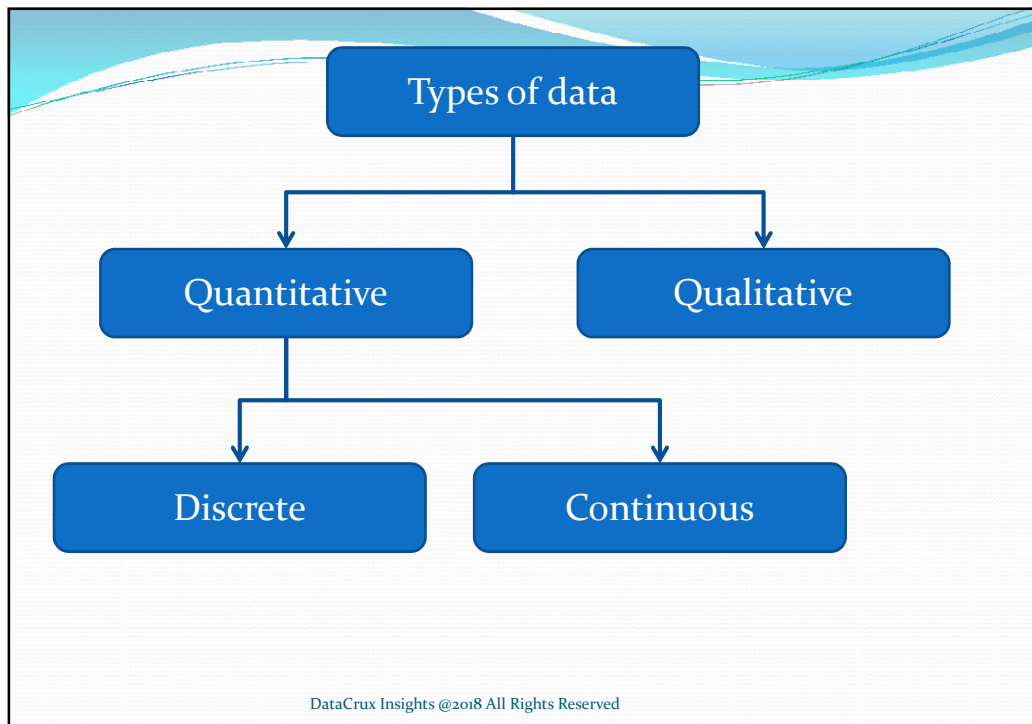 Types of data
Quantitative
Qualitative
Discrete
Continuous
DataCrux Insights @2018 All Rights Reserved